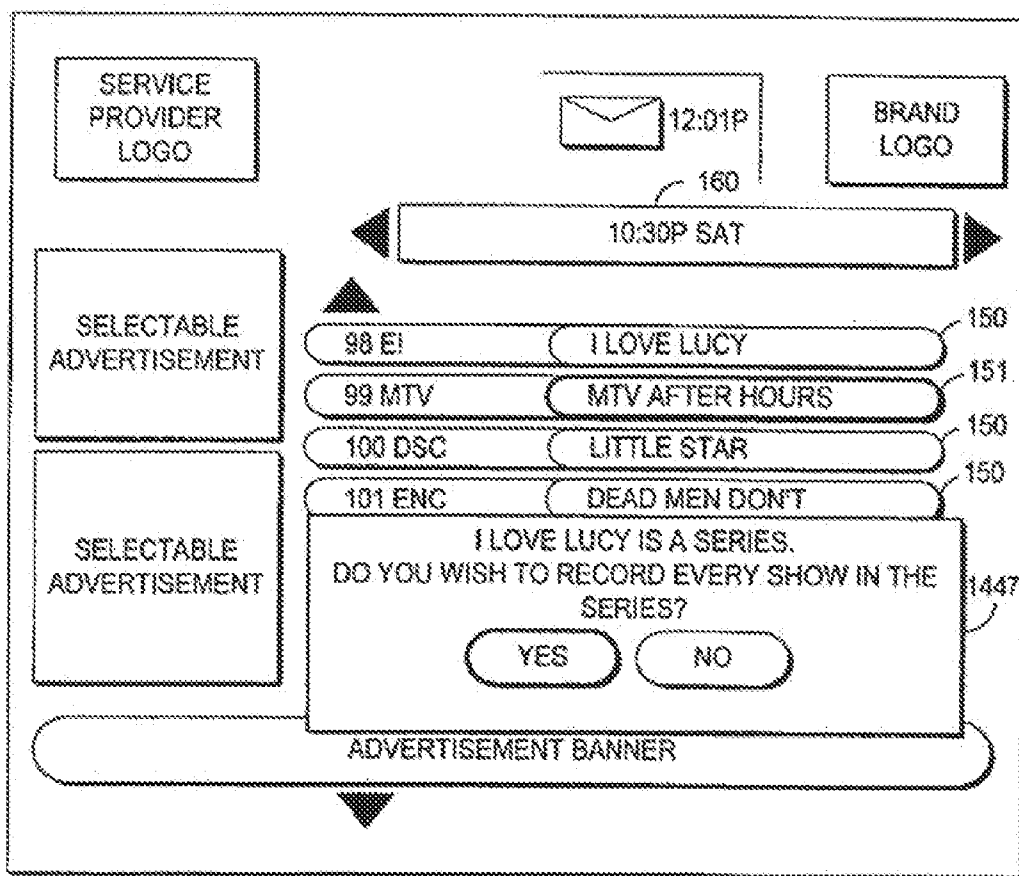 SERVICE
PROVIDER
LOGO
12:01P
BRAND
LOGO
160
10:30P SAT
SELECTABLE
ADVERTISEMENT
98 E!
I LOVE LUCY
150
99 MTV
MTV AFTER HOURS
151
100 DSC
LITTLE STAR
150
101 ENC
DEAD MEN DON'T
150
SELECTABLE
ADVERTISEMENT
I LOVE LUCY IS A SERIES.
DO YOU WISH TO RECORD EVERY SHOW IN THE
SERIES?
1447
YES
NO
ADVERTISEMENT BANNER